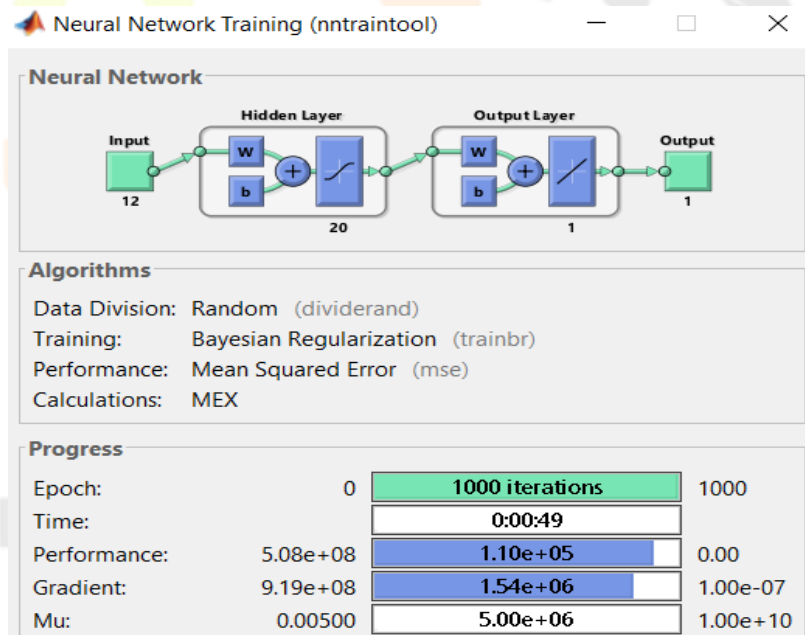 Neural Network Training (nntraintool)
Neural Network
Hidden Layer Output Layer
Input Output
W W
b b
12 20 1 1
Algorithms
Data Division: Random (dividerand)
Training: Bayesian Regularization (trainbr)
Performance: Mean Squared Error (mse)
Calculations: MEX
Progress
Epoch: 0 1000 iterations 1000
Time: 0:00:49
Performance: 5.08e+08 1.10e+05 0.00
Gradient: 9.19e+08 1.54e+06 1.00e-07
Mu: 0.00500 5.00e+06 1.00e+10